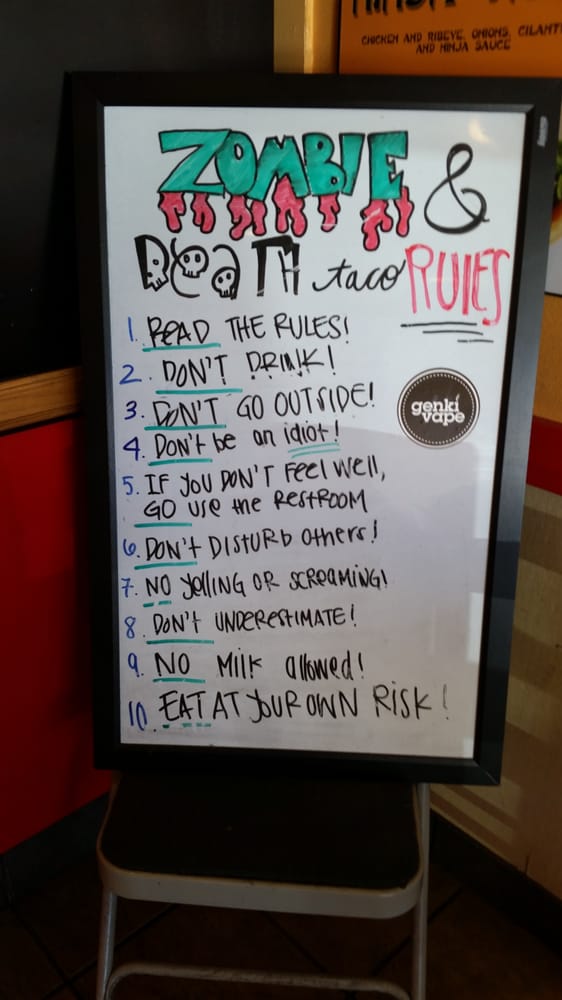 CHICKEN AND RIBEYE, ONIONS, CILANT
AND NINJA SAUCE
ZOMBIE &
DeaTH taco RULES
1. READ THE RULES!
2. DON'T DRINK!
3. DON'T GO OUTSIDE!
4. DON't be an idiot!
genki
vape
5. IF you DON'T Feel well,
GO use the RESTROOM
6. DON't DISTURb others!
7. NO yelling OR SCREAMING!
8. DON't UNDERESTIMATE!
9. NO Milk allowed!
10. EAT AT YOUR OWN RISK!